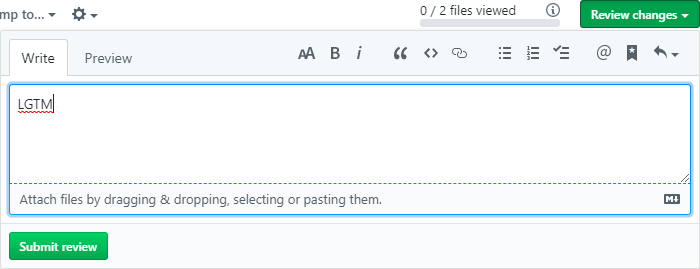 mp to...
0 / 2 files viewed
Review changes
Write
Preview
AA B i
@
LGTM
Attach files by dragging & dropping, selecting or pasting them.
M
Submit review